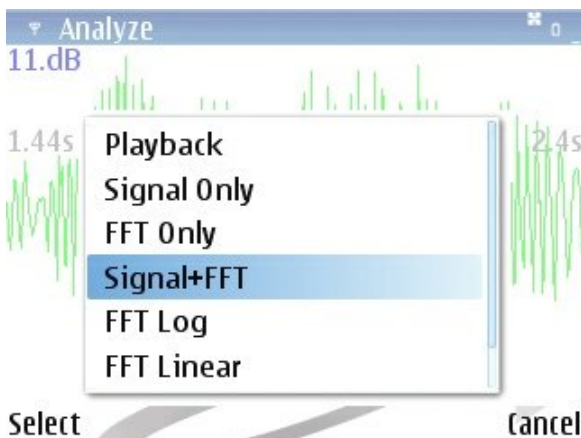 Analyze
11.dB
1.44s
2.4s
Playback
Signal Only
FFT Only
Signal+FFT
FFT Log
FFT Linear
Select
Cancel